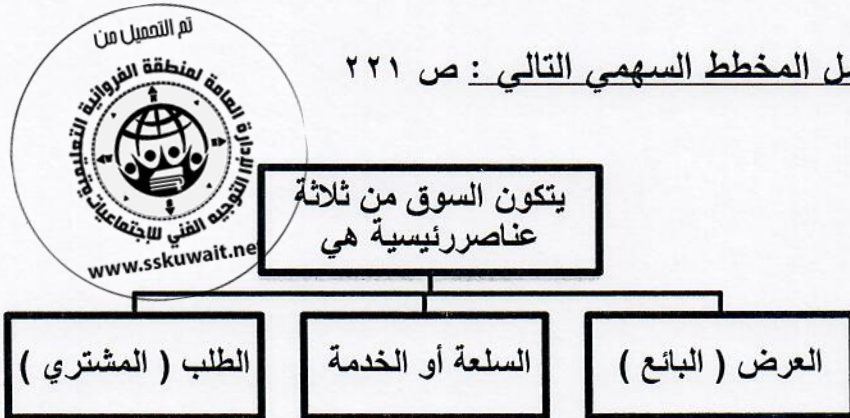 تم التحميل من
الإدارة العامة لمنطقة الفروانية التعليمية
التوجيه الفني للاجتماعيات
www.sskuwait.ne
المخطط السهمي التالي : ص ٢٢١
يتكون السوق من ثلاثة
عناصررئيسية هي
العرض ( البائع )
السلعة أو الخدمة
الطلب ( المشتري )